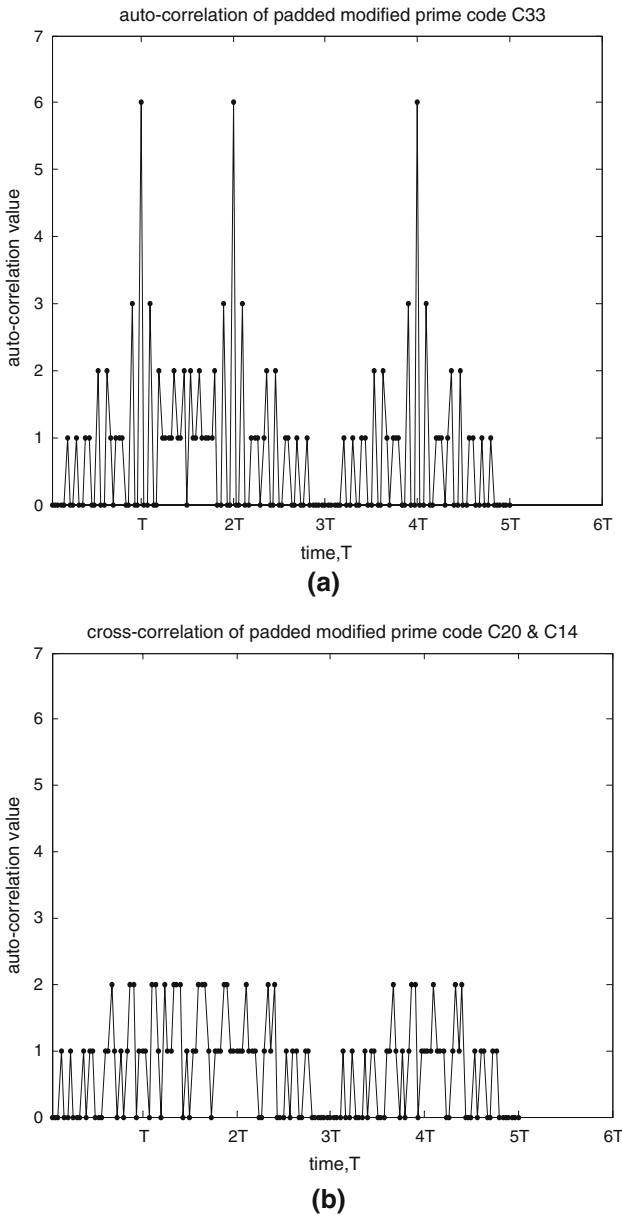 auto-correlation of padded modified prime code C33
7
6
5
4
3
2
1
0
auto-correlation value
T 2T 3T 4T 5T 6T
time,T
(a)
cross-correlation of padded modified prime code C20 & C14
7
6
5
4
3
2
1
0
auto-correlation value
T 2T 3T 4T 5T 6T
time,T
(b)